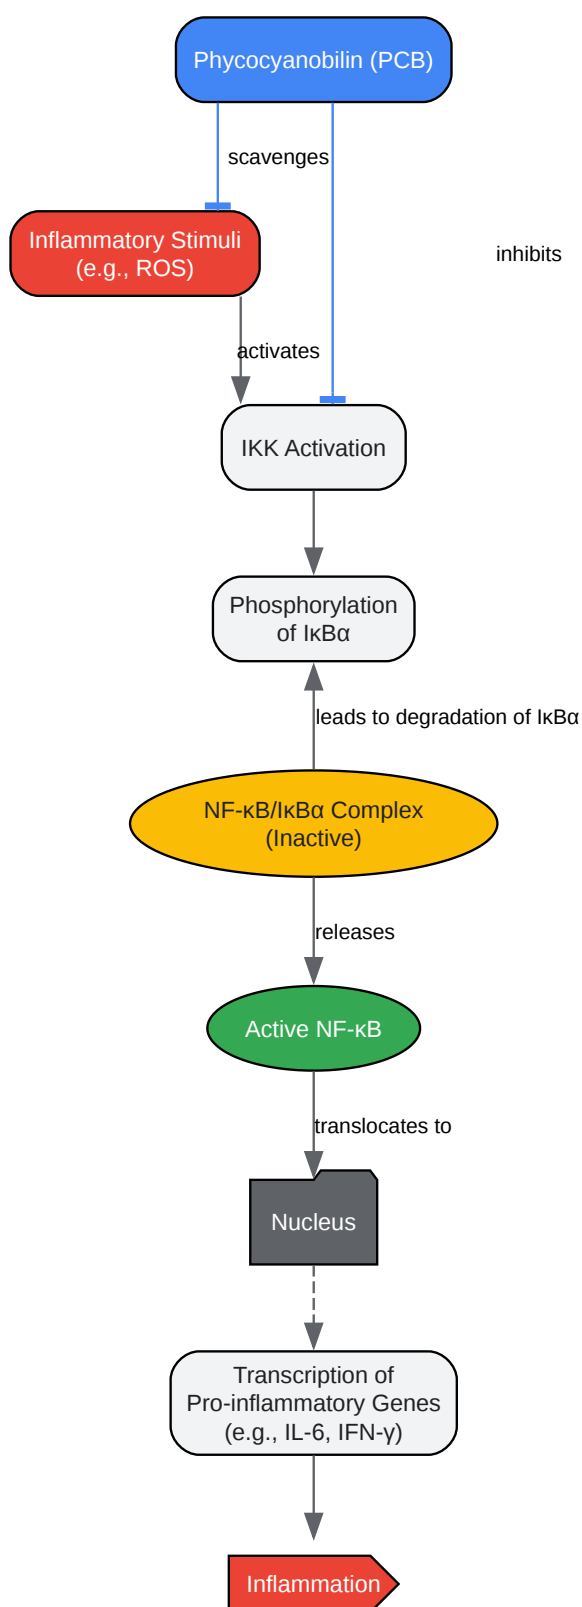 Phycocyanobilin (PCB)
scavenges
Inflammatory Stimuli
(e.g., ROS)
inhibits
activates
IKK Activation
Phosphorylation
of IκBα
leads to degradation of IκBα
NF-κB/IκBα Complex
(Inactive)
releases
Active NF-κB
translocates to
Nucleus
Transcription of
Pro-inflammatory Genes
(e.g., IL-6, IFN-γ)
Inflammation